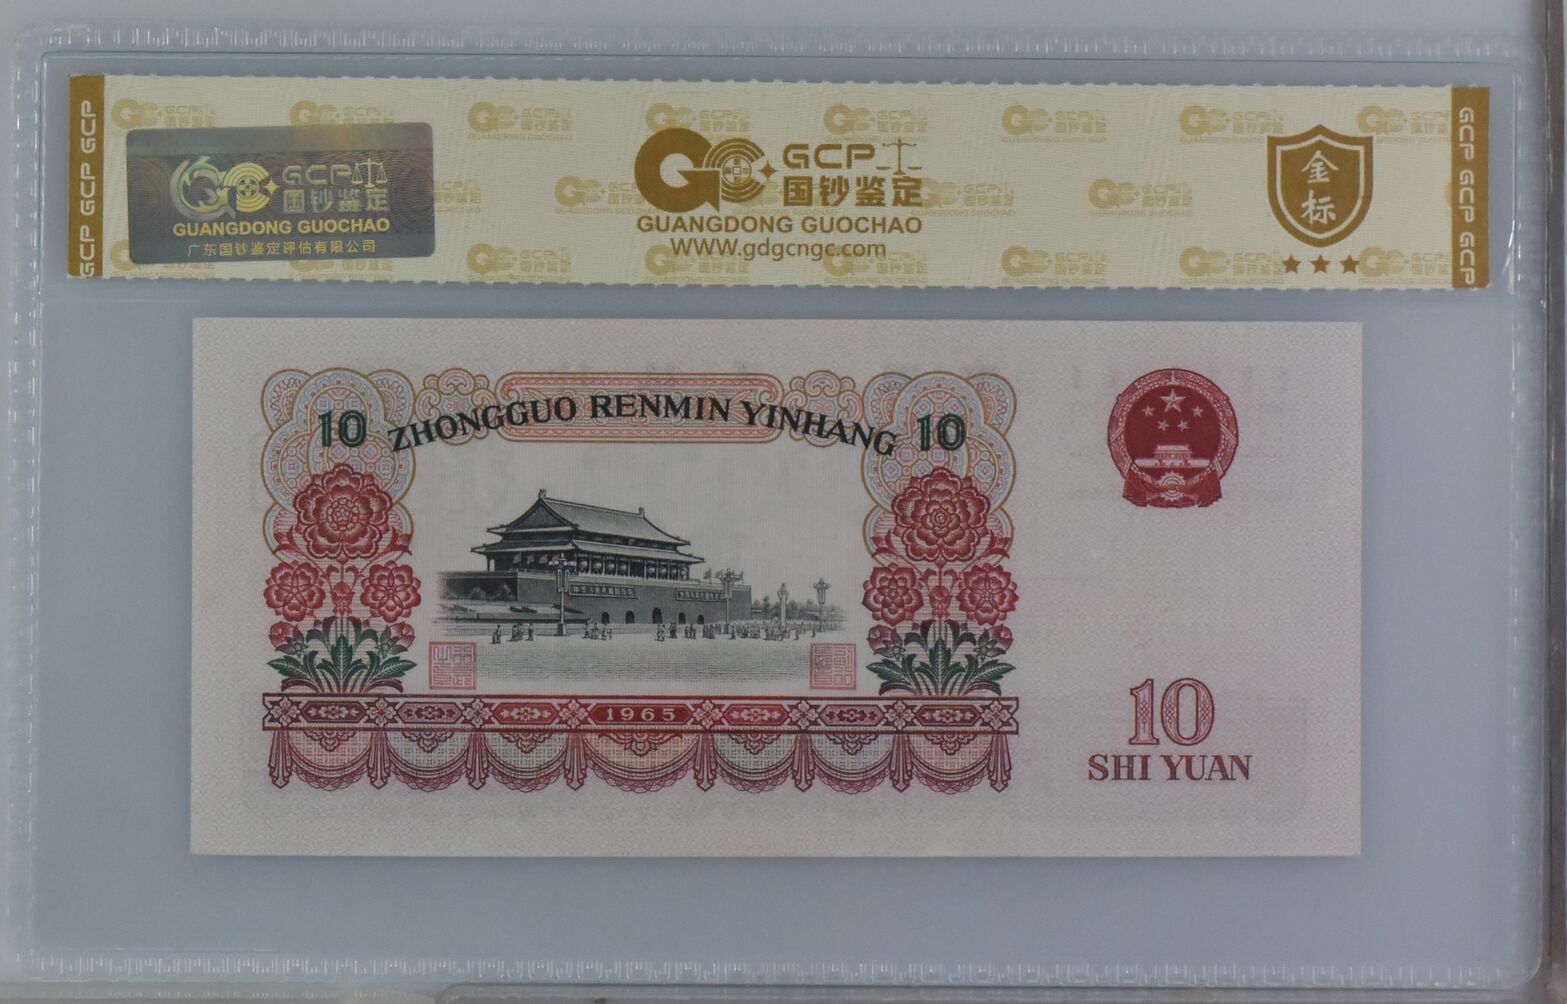 GCP GCP GCP
GCP 国钞鉴定
GUANGDONG GUOCHAO
广东国钞鉴定评估有限公司
GCP
国钞鉴定
GUANGDONG GUOCHAO
WWW.gdgcngc.com
金标
GCP GCP GCP
10 ZHONGGUO RENMIN YINHANG 10
1965
10
SHI YUAN